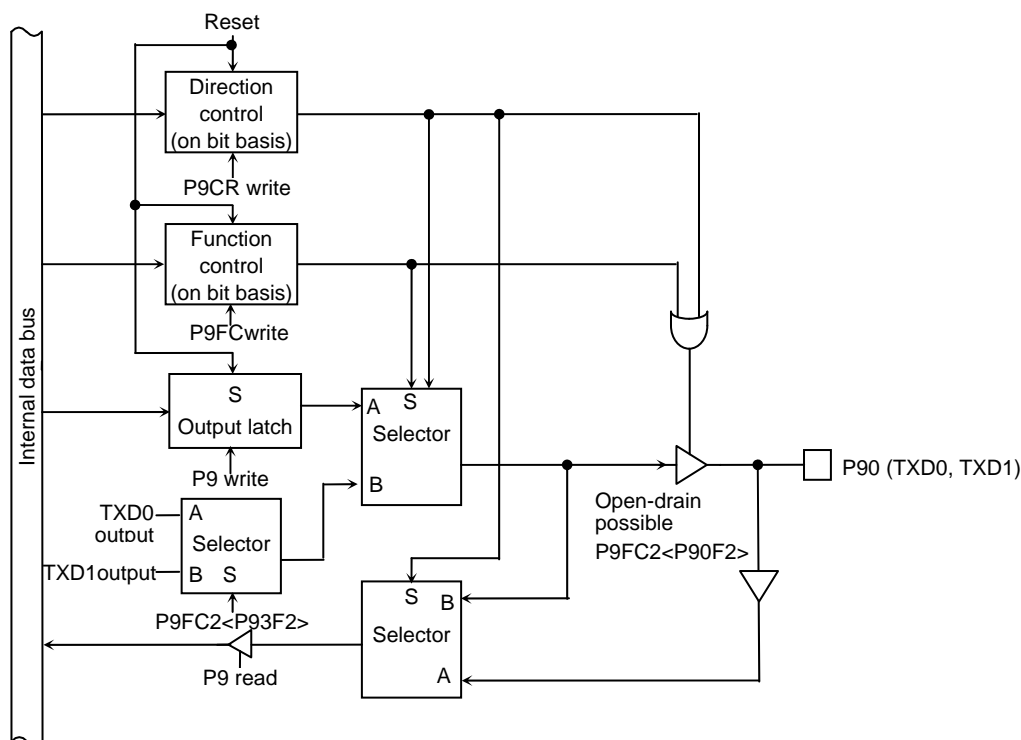 Reset
Direction
control
(on bit basis)
P9CR write
Function
control
(on bit basis)
P9FCwrite
Internal data bus
S
Output latch
P9 write
A
S
Selector
B
TXD0
output
TXD1output
A
Selector
B
S
P9FC2<P93F2>
P9 read
S
B
Selector
A
Open-drain
possible
P9FC2<P90F2>
P90 (TXD0, TXD1)